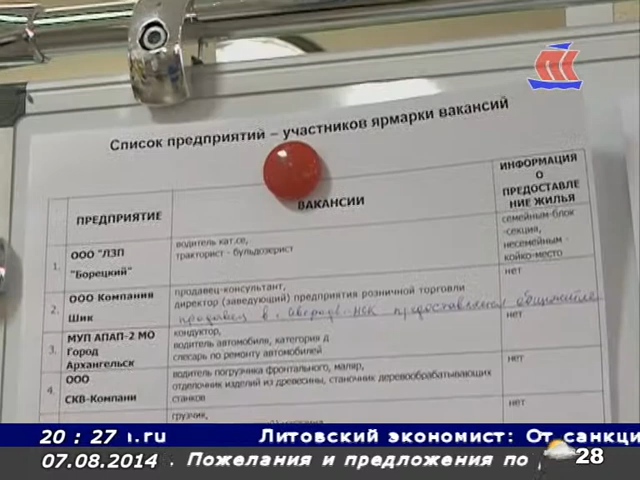 Список предприятий – участников ярмарки вакансий
ПРЕДПРИЯТИЕ
ВАКАНСИИ
ИНФОРМАЦИЯ
О
ПРЕДОСТАВЛЕ
НИЕ ЖИЛЬЯ
1.
ООО "ЛЗП
"Борецкий"
водитель кат.се,
тракторист - бульдозерист
семейным-блок
-секция,
несемейным -
койко-место
2.
ООО Компания
Шик
продавец-консультант,
директор (заведующий) предприятия розничной торговли
продавец в г. предоставляется общежитие
нет
3.
МУП АПАП-2 МО
Город
Архангельск
кондуктор,
водитель автомобиля, категория д
слесарь по ремонту автомобилей
нет
4.
ООО
СКВ-Компани
водитель погрузчика фронтального, маляр,
отделочник изделий из древесины, станочник деревообрабатывающих
станков
нет
грузчик,
нет
20 : 27 ı.ru Литовский экономист: От санкци
07.08.2014 . Пожелания и предложения по р 28